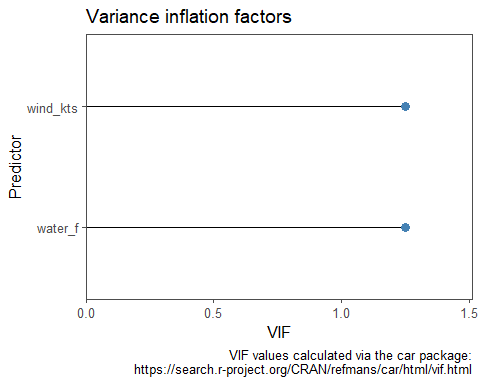 Variance inflation factors
wind_kts
Predictor
water_f
0.0 0.5 1.0 1.5
VIF
VIF values calculated via the car package:
https://search.r-project.org/CRAN/refmans/car/html/vif.html